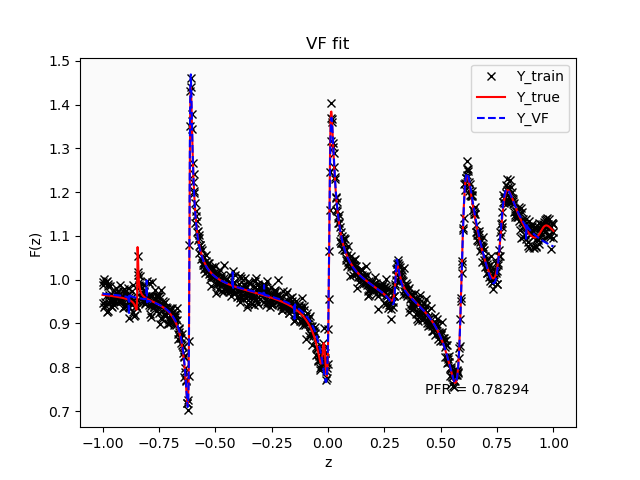 VF fit
Y_train
Y_true
Y_VF
1.5
1.4
1.3
1.2
1.1
1.0
0.9
0.8
0.7
F(z)
PFR = 0.78294
−1.00 −0.75 −0.50 −0.25 0.00 0.25 0.50 0.75 1.00
z